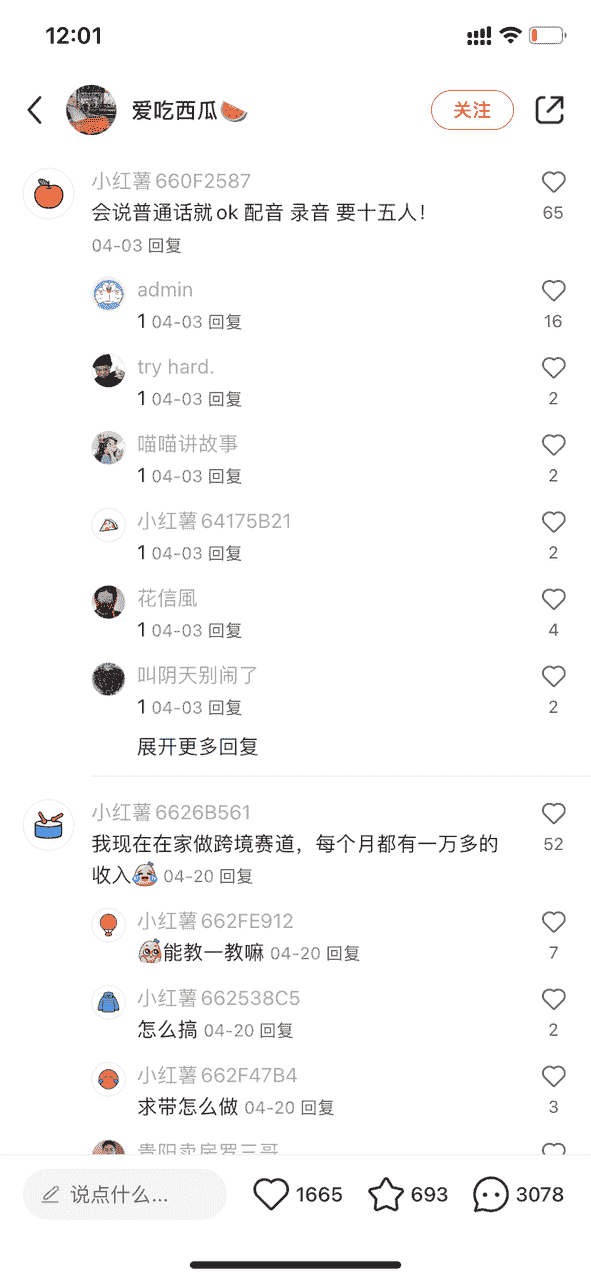 12:01
爱吃西瓜🍉
关注
小红薯660F2587
会说普通话就ok 配音 录音 要十五人！
65
04-03 回复
admin
1 04-03 回复
16
try hard.
1 04-03 回复
2
喵喵讲故事
1 04-03 回复
2
小红薯64175B21
1 04-03 回复
2
花信風
1 04-03 回复
4
叫阴天别闹了
1 04-03 回复
2
展开更多回复
小红薯6626B561
我现在在家做跨境赛道，每个月都有一万多的
52
收入 04-20 回复
小红薯662FE912
能教一教嘛 04-20 回复
7
小红薯662538C5
怎么搞 04-20 回复
2
小红薯662F47B4
求带怎么做 04-20 回复
3
贵阳卖房罗三哥
说点什么...
1665
693
3078